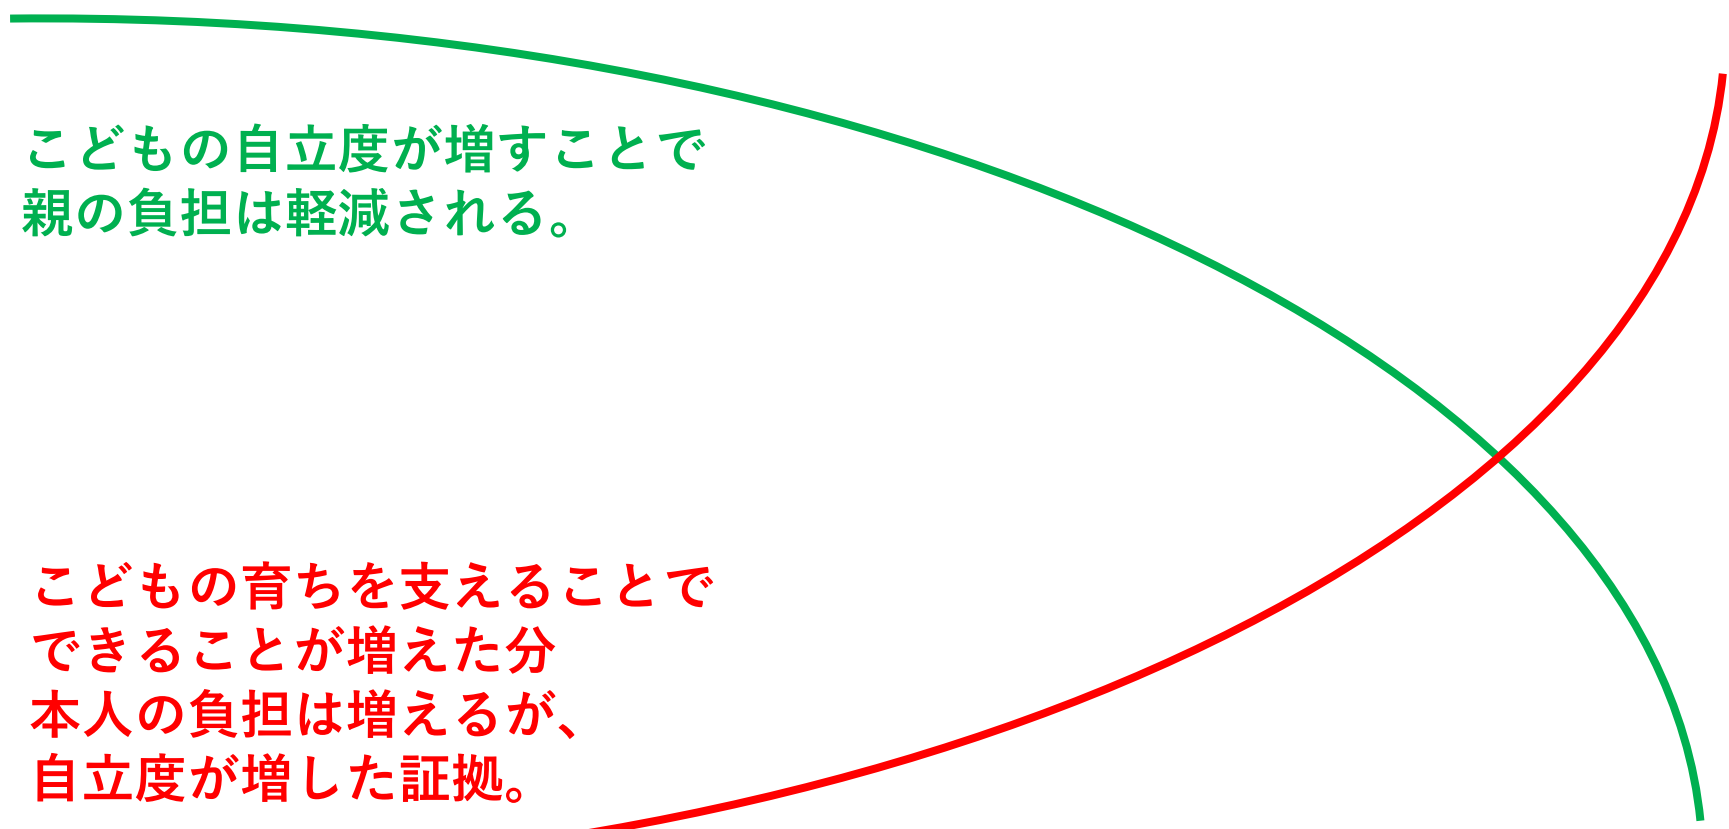 こどもの自立度が増すことで
親の負担は軽減される。
こどもの育ちを支えることで
できることが増えた分
本人の負担は増えるが、
自立度が増した証拠。